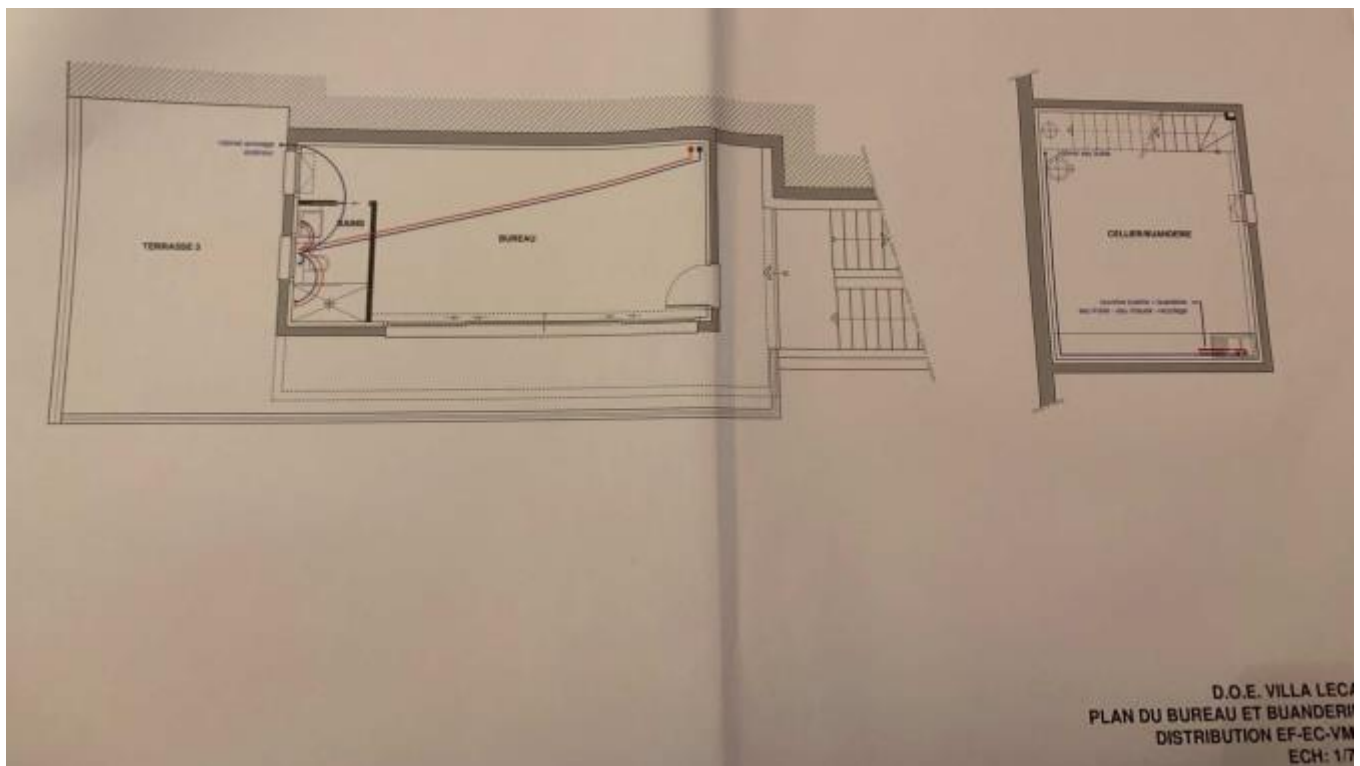 TERRASSE 3
BAINS
BUREAU
CELLIER/BUANDERIE
D.O.E. VILLA LECA
PLAN DU BUREAU ET BUANDERI
DISTRIBUTION EF-EC-VM
ECH: 1/7